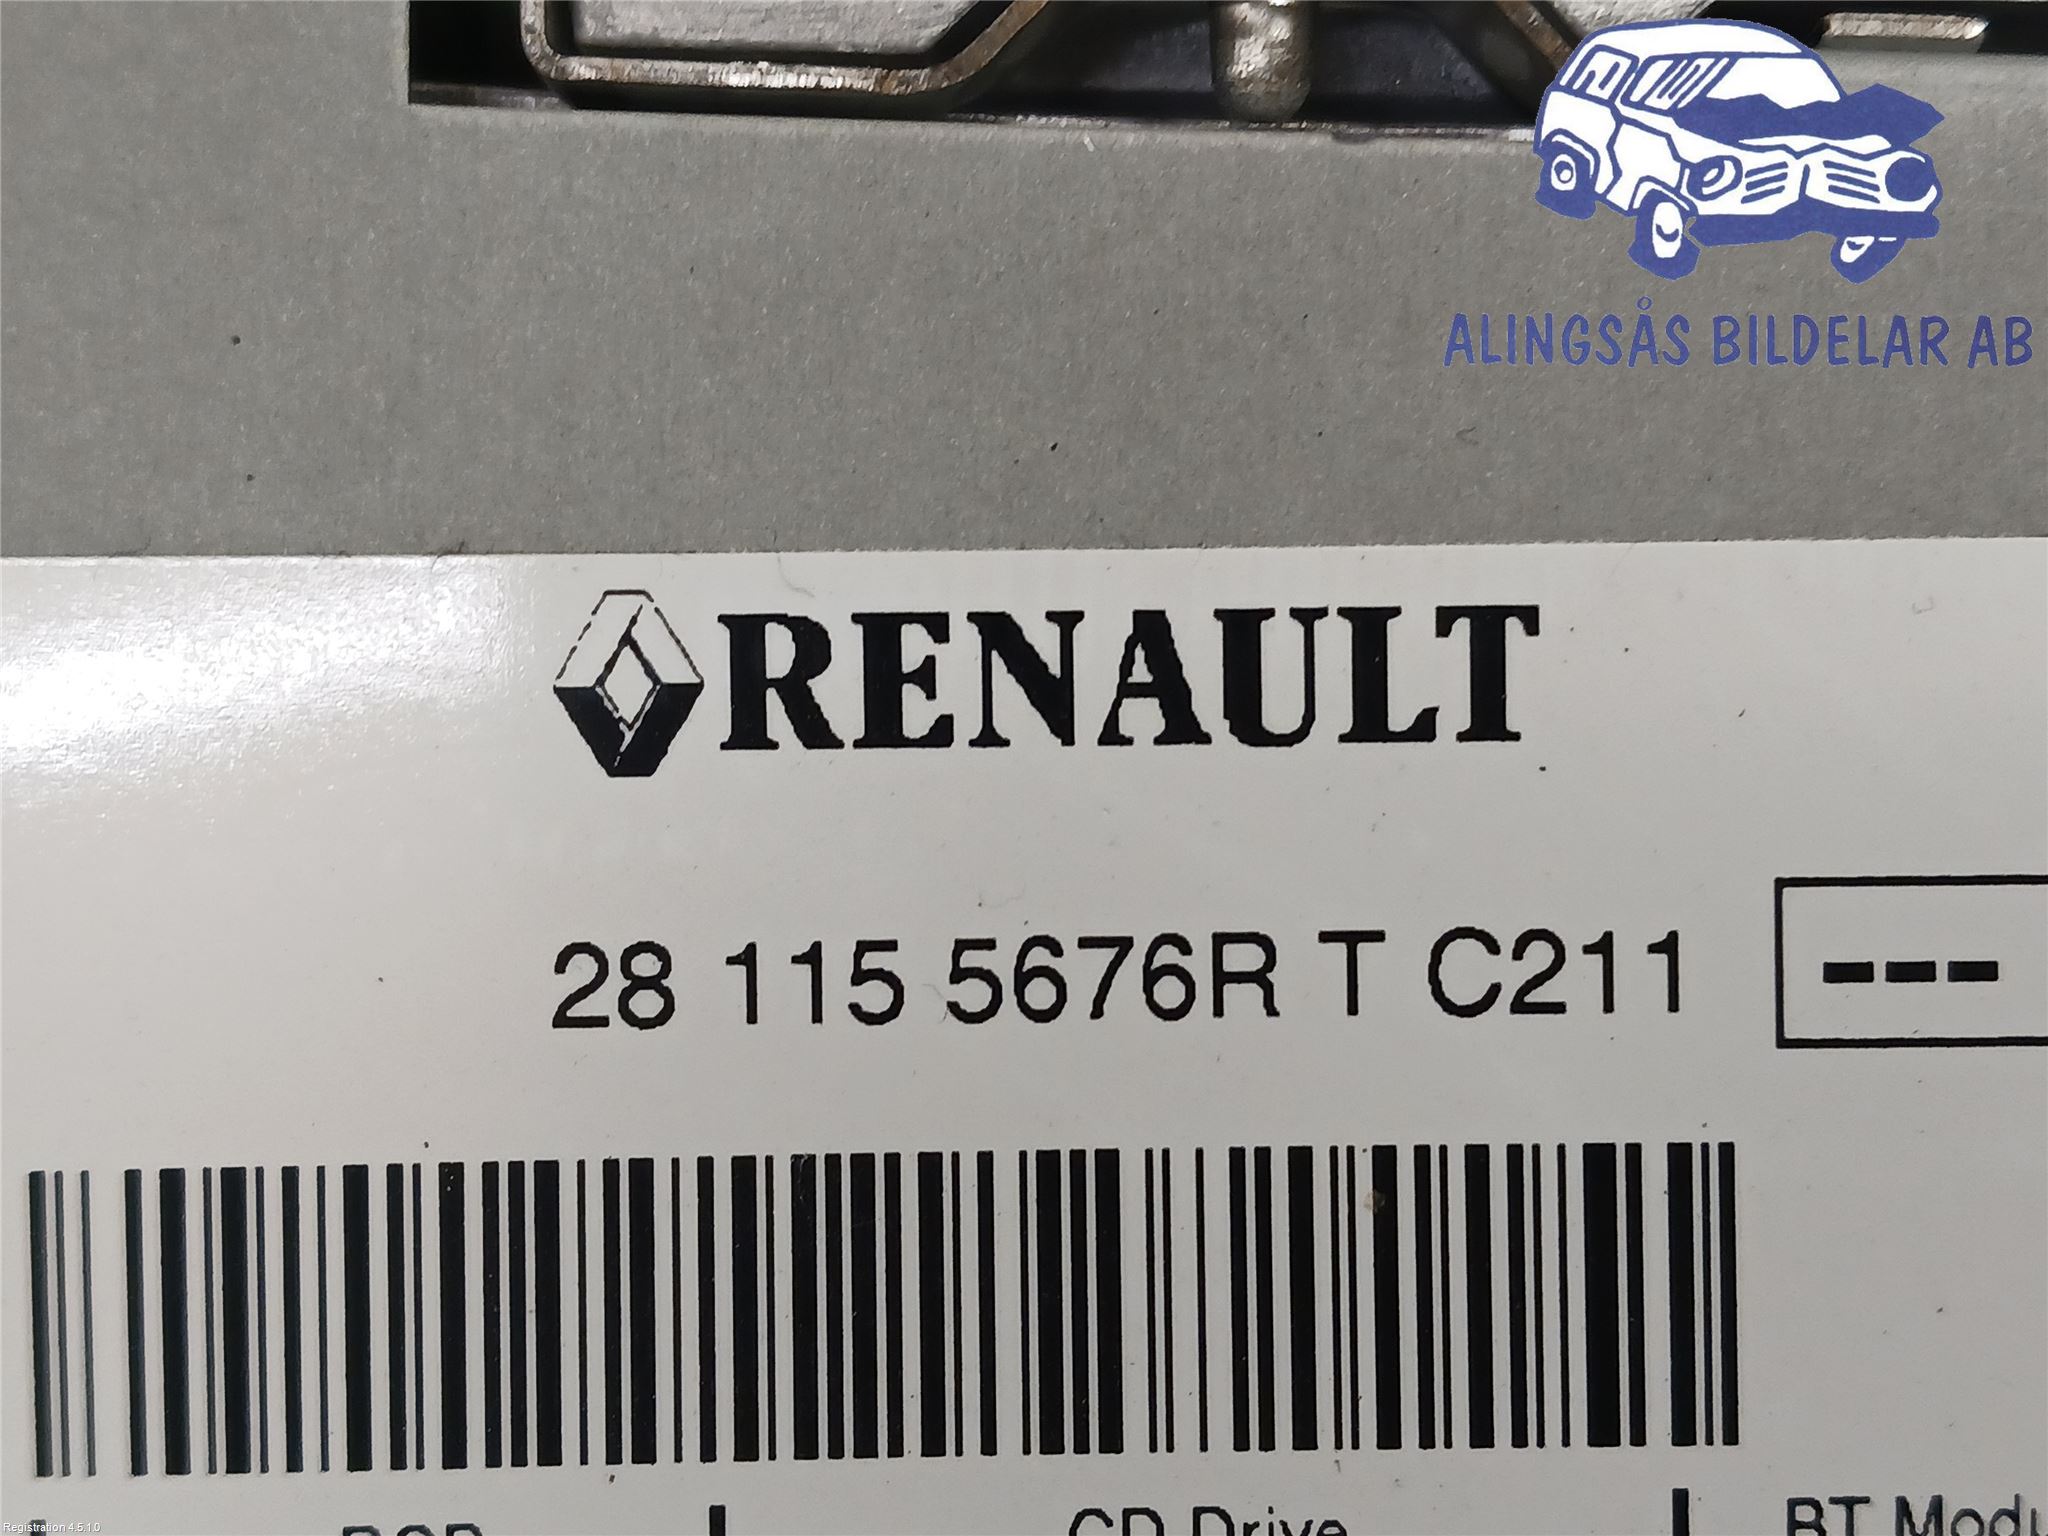 ALINGSÅS BILDELAR AB
RENAULT
28 115 5676R T C211
---
CD Drive
Registration 4.5.1.0